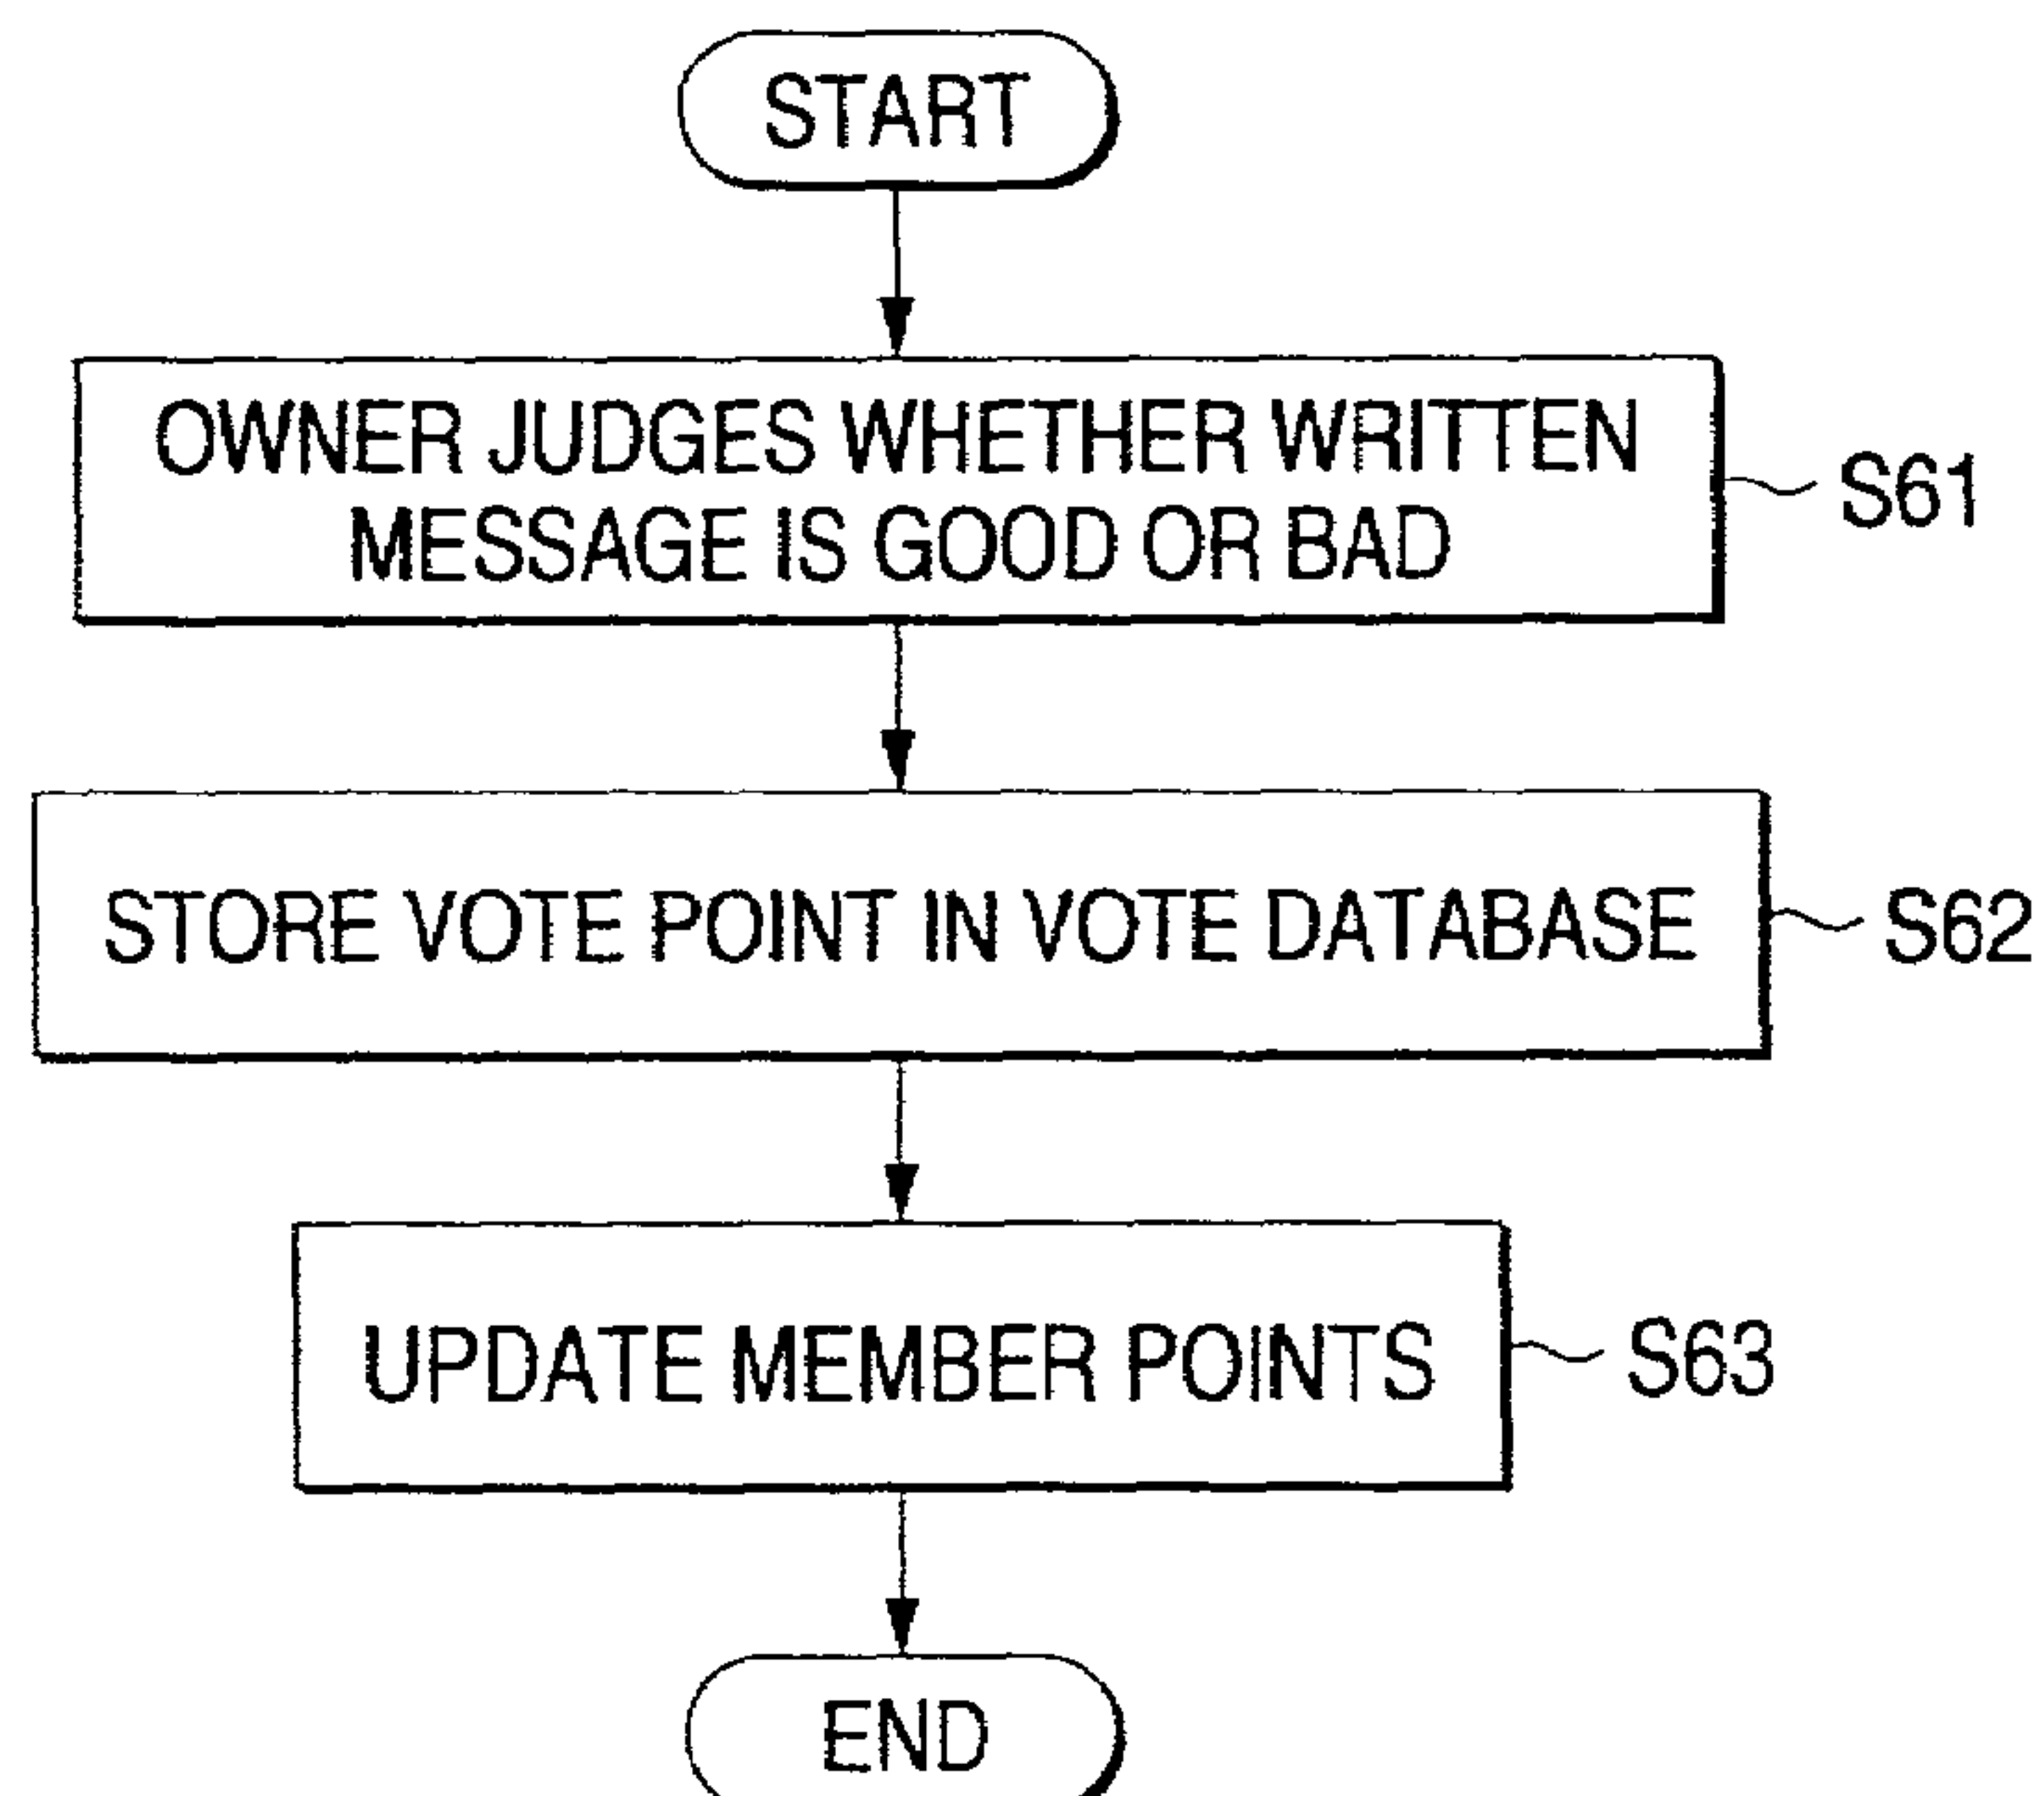 START
OWNER JUDGES WHETHER WRITTEN
MESSAGE IS GOOD OR BAD
S61
STORE VOTE POINT IN VOTE DATABASE
S62
UPDATE MEMBER POINTS
S63
END